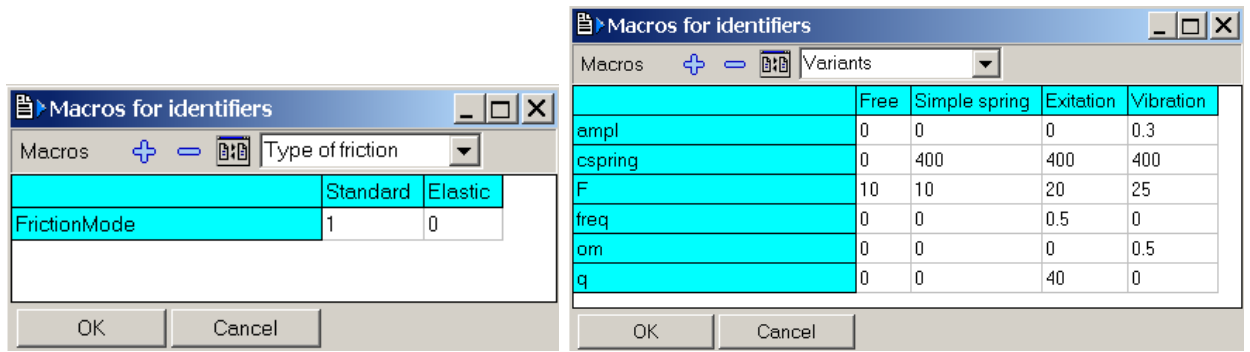 Macros for identifiers
Macros Type of friction
Standard Elastic
FrictionMode 1 0
OK Cancel
Macros for identifiers
Macros Variants
Free Simple spring Exitation Vibration
ampl 0 0 0 0.3
cspring 0 400 400 400
F 10 10 20 25
freq 0 0 0.5 0
om 0 0 0 0.5
q 0 0 40 0
OK Cancel